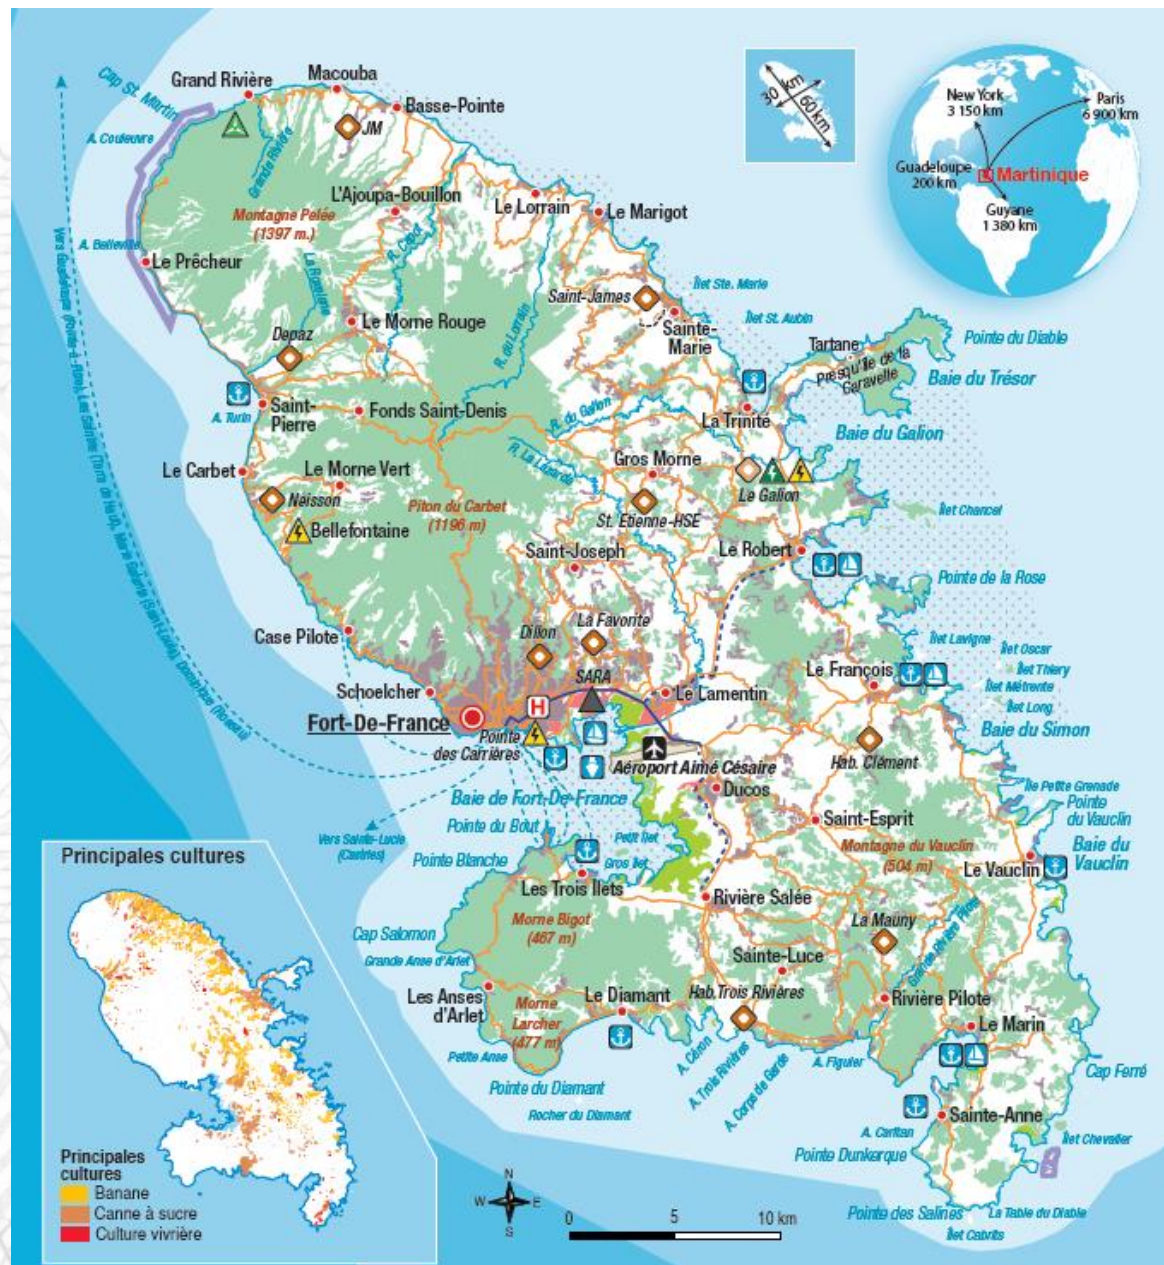 Cap St. Martin
Grand Rivière
Macouba
Basse-Pointe
A. Couleuvre
JM
Grande Rivière
L'Ajoupa-Bouillon
Le Lorrain
Le Marigot
Montagne Pelée
(1397 m.)
R. Capot
A. Belleville
Le Prêcheur
Saint-James
Îlet Ste. Marie
Îlet St. Aubin
Sainte-
Marie
Le Morne Rouge
Depaz
R. du Lorrain
Tartane
Presqu'île de la
Caravelle
Pointe du Diable
Baie du Trésor
Baie du Galion
A. Turin
Saint-
Pierre
Fonds Saint-Denis
La Trinité
R. du Galion
R. La Lézarde
Gros Morne
Le Galion
Le Carbet
Le Morne Vert
Neisson
Piton du Carbet
(1196 m)
St. Etienne-HSE
Îlet Chancel
Bellefontaine
Saint-Joseph
Le Robert
Pointe de la Rose
Case Pilote
Dillon
La Favorite
Îlet Lavigne
Îlet Oscar
Îlet Thiery
Îlet Métrente
Îlet Long
Le François
Baie du Simon
Schoelcher
SARA
Le Lamentin
H
Fort-De-France
Pointe
des Carrières
Hab. Clément
Aéroport Aimé Césaire
Ducos
Baie de Fort-De-France
Île Petite Grenade
Pointe
du Vauclin
Saint-Esprit
Pointe du Bout
Petit Îlet
Gros îlet
Vers Sainte-Lucie
(Castries)
Pointe Blanche
Montagne du Vauclin
(504 m)
Baie du
Vauclin
Le Vauclin
Les Trois Îlets
Rivière Salée
Morne Bigot
(467 m)
La Mauny
Cap Salomon
Grande Anse d'Arlet
Grande Rivière Pilote
Sainte-Luce
Les Anses
d'Arlet
Le Diamant
Hab.Trois Rivières
Rivière Pilote
Morne
Larcher
(477 m)
Le Marin
Petite Anse
A. Céron
A. Trois Rivières
A. Corps de Garde
A. Figuier
Cap Ferré
Pointe du Diamant
Rocher du Diamant
Sainte-Anne
A. Caritan
Îlet Chevalier
Pointe Dunkerque
Pointe des Salines
La Table du Diable
Îlet Cabrits
30 km
60 km
New York
3 150 km
Paris
6 900 km
Guadeloupe
200 km
Martinique
Guyane
1 380 km
Principales cultures
Principales
cultures
Banane
Canne à sucre
Culture vivrière
N
W
E
S
0
5
10 km